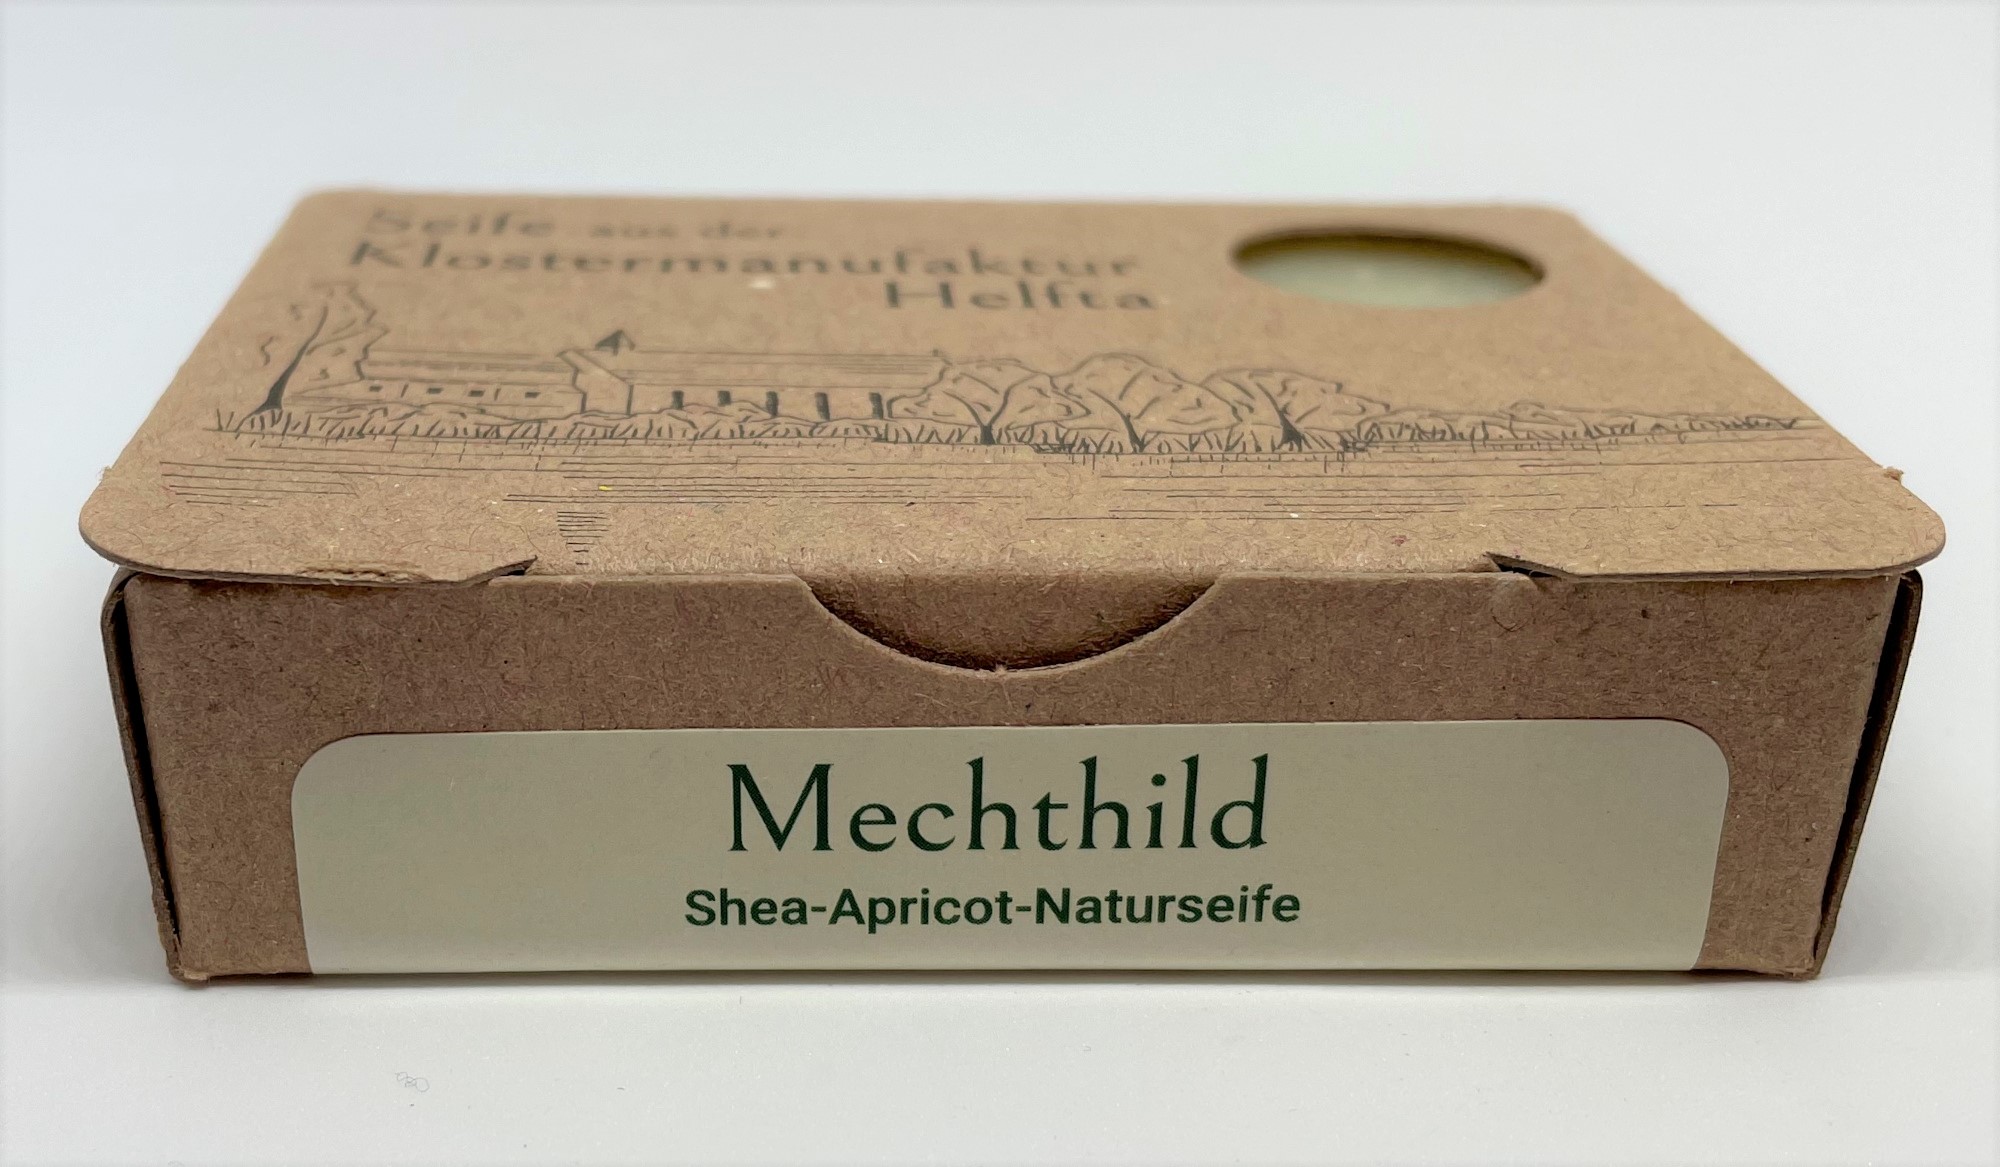 Seife aus der
Klostermanufaktur
Helfta
Mechthild
Shea-Apricot-Naturseife